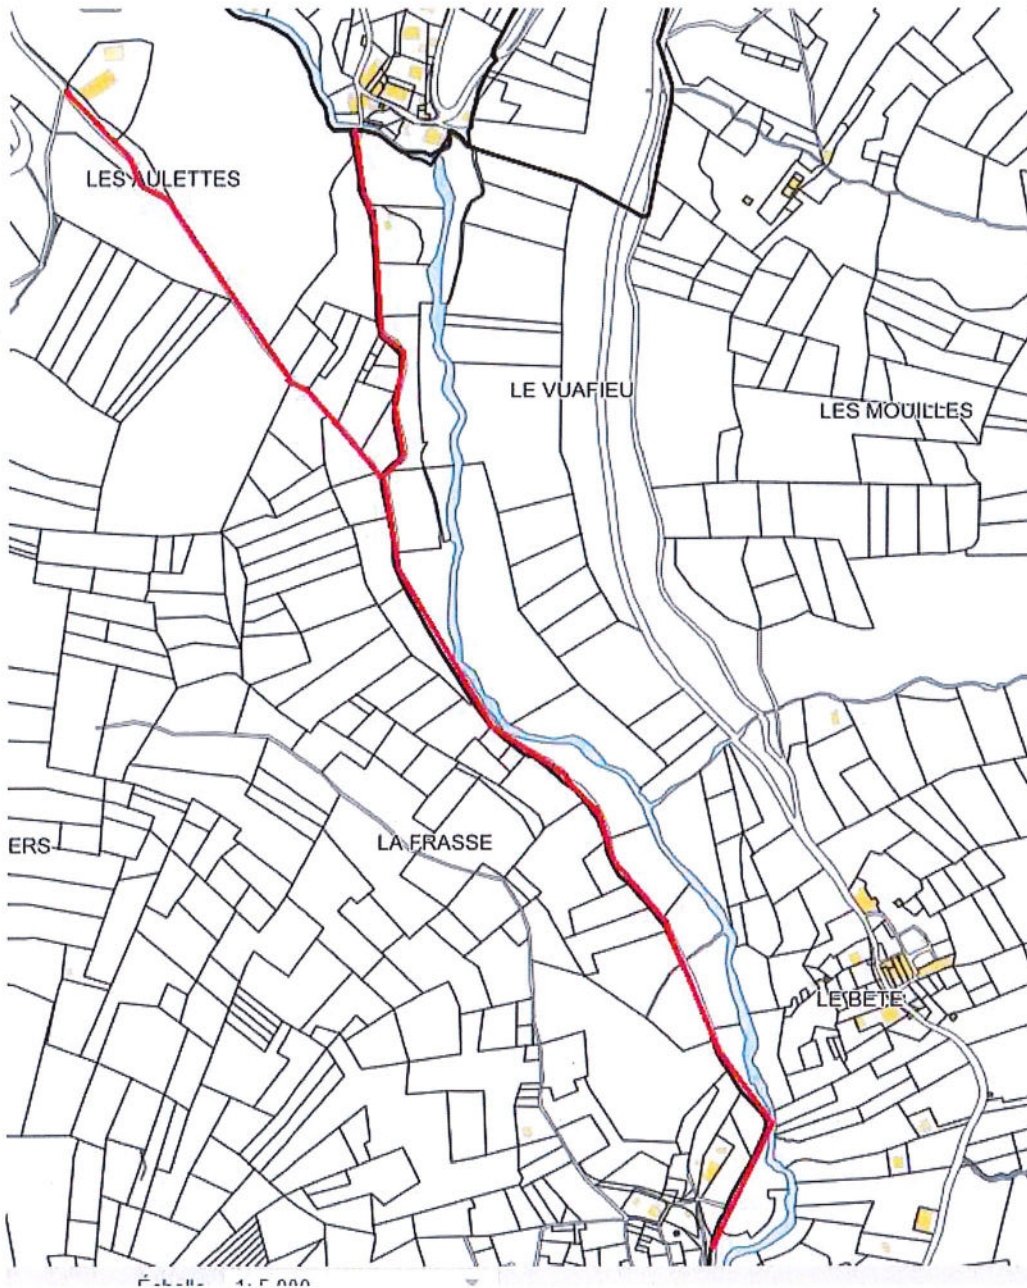 LES AULETTES
LE VUAFIEU
LES MOUILLES
ERS
LA FRASSE
LE BETE
Échelle 1: 5 000